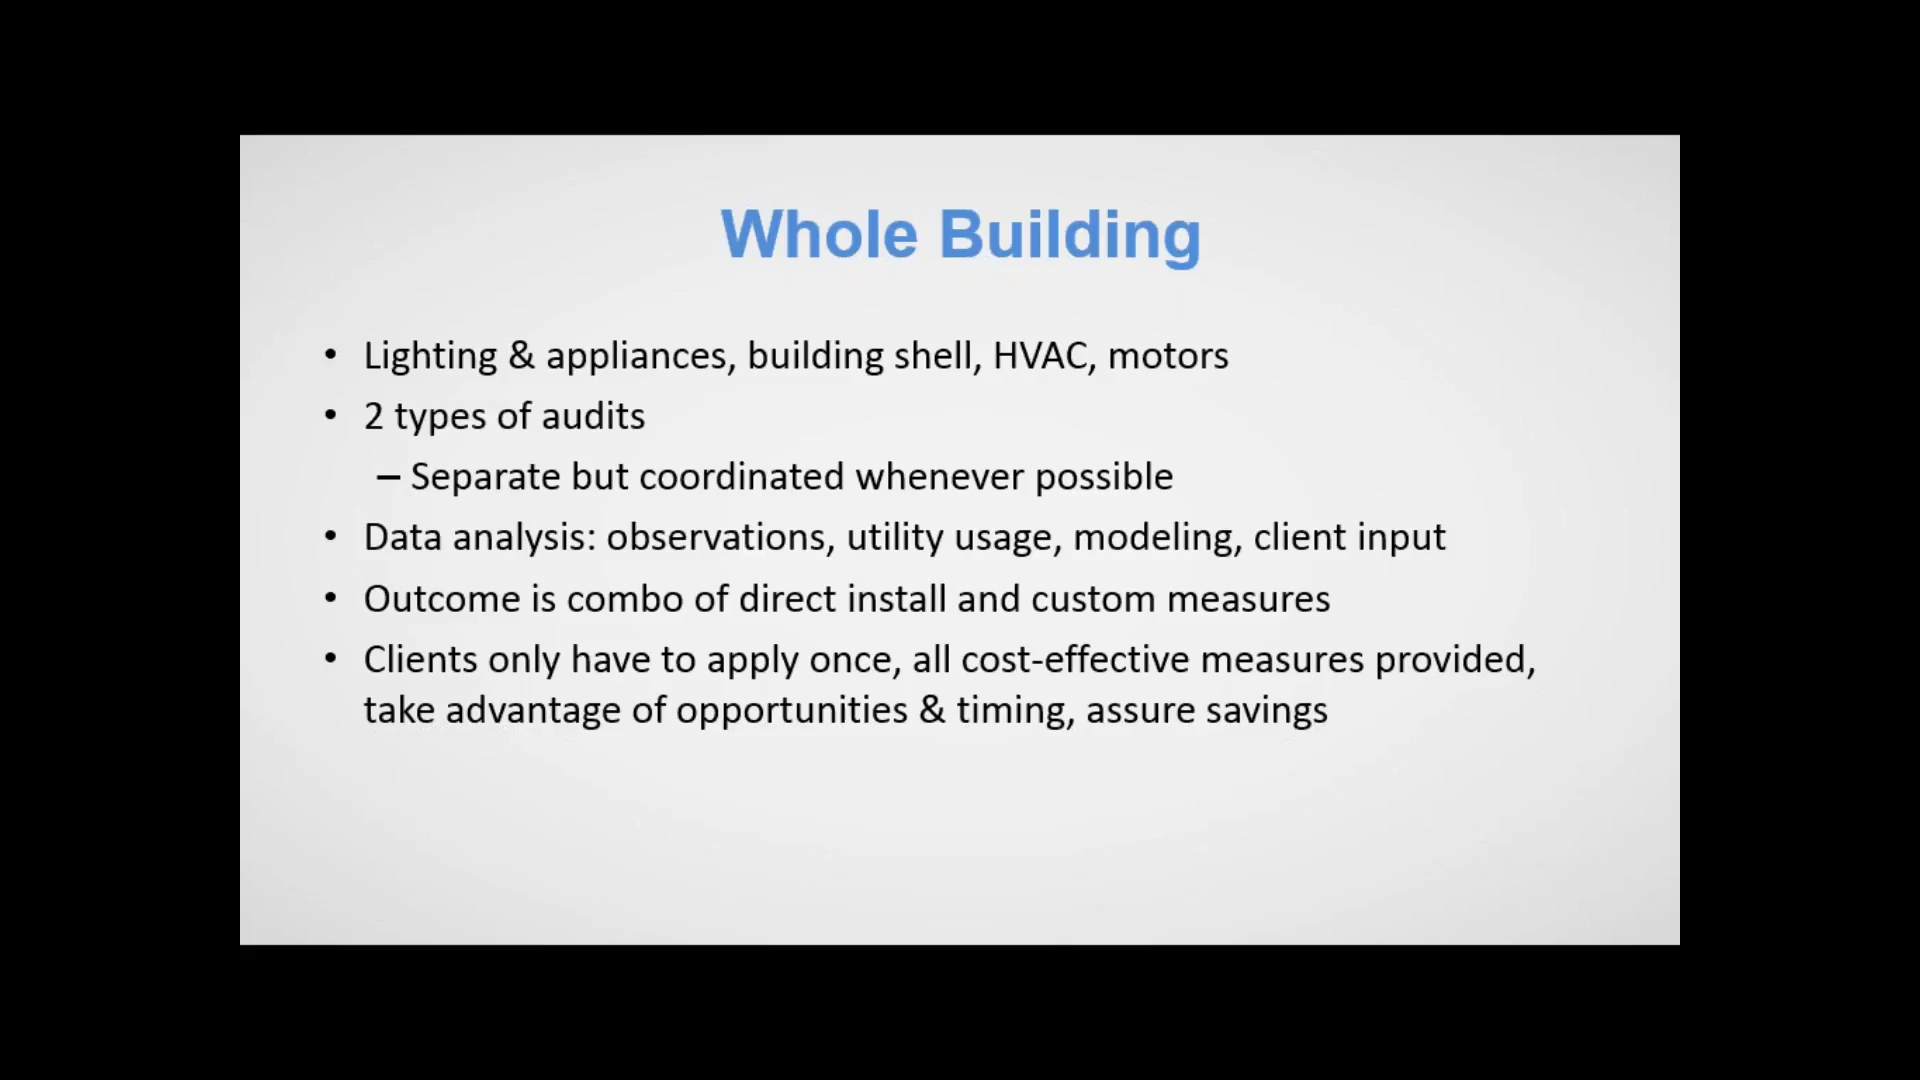 Whole Building
• Lighting & appliances, building shell, HVAC, motors
• 2 types of audits
– Separate but coordinated whenever possible
• Data analysis: observations, utility usage, modeling, client input
• Outcome is combo of direct install and custom measures
• Clients only have to apply once, all cost-effective measures provided,
take advantage of opportunities & timing, assure savings